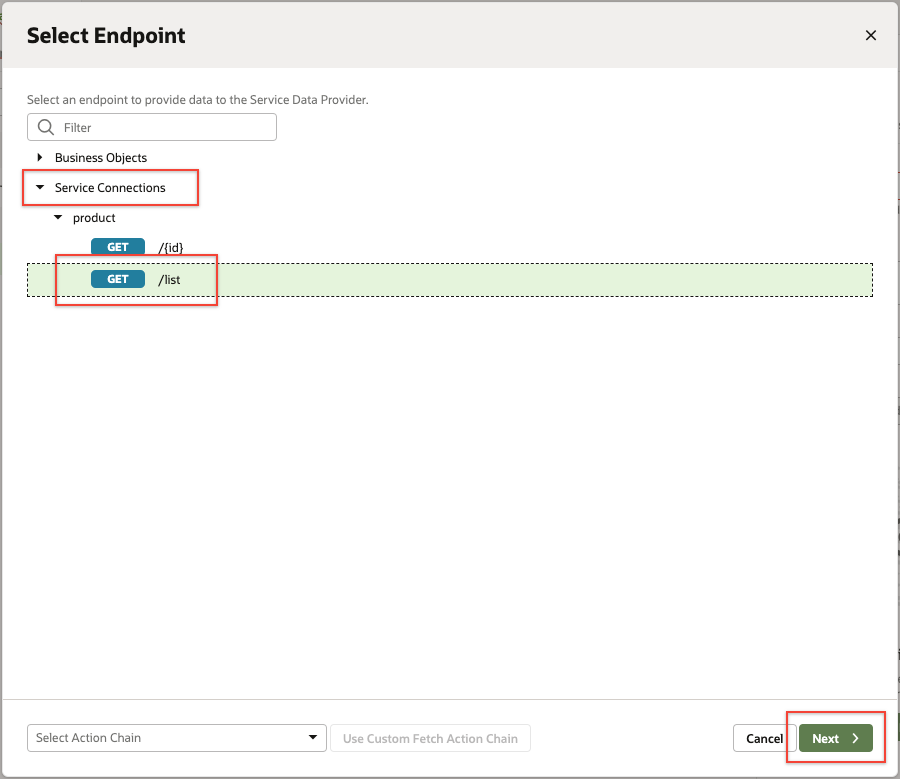 Select Endpoint
Select an endpoint to provide data to the Service Data Provider.
Filter
Business Objects
Service Connections
product
GET /{id}
GET /list
Select Action Chain
Use Custom Fetch Action Chain
Cancel
Next